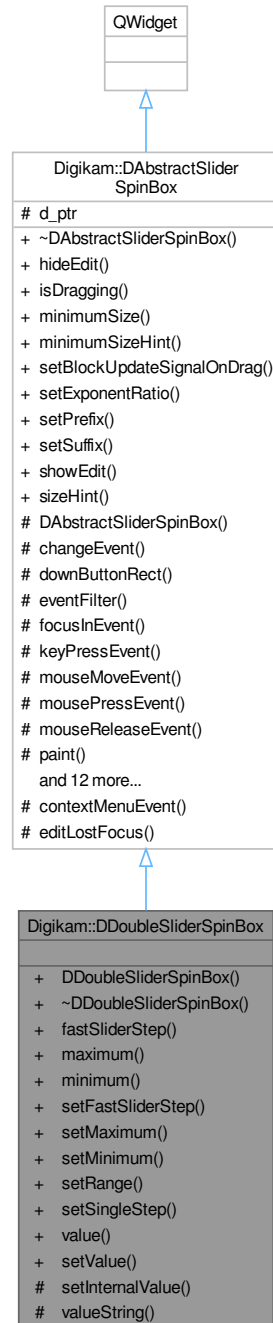 QWidget
Digikam::DAbstractSlider
SpinBox
# d_ptr
+ ~DAbstractSliderSpinBox()
+ hideEdit()
+ isDragging()
+ minimumSize()
+ minimumSizeHint()
+ setBlockUpdateSignalOnDrag()
+ setExponentRatio()
+ setPrefix()
+ setSuffix()
+ showEdit()
+ sizeHint()
# DAbstractSliderSpinBox()
# changeEvent()
# downButtonRect()
# eventFilter()
# focusInEvent()
# keyPressEvent()
# mouseMoveEvent()
# mousePressEvent()
# mouseReleaseEvent()
# paint()
and 12 more...
# contextMenuEvent()
# editLostFocus()
Digikam::DDoubleSliderSpinBox
+ DDoubleSliderSpinBox()
+ ~DDoubleSliderSpinBox()
+ fastSliderStep()
+ maximum()
+ minimum()
+ setFastSliderStep()
+ setMaximum()
+ setMinimum()
+ setRange()
+ setSingleStep()
+ value()
+ setValue()
# setInternalValue()
# valueString()